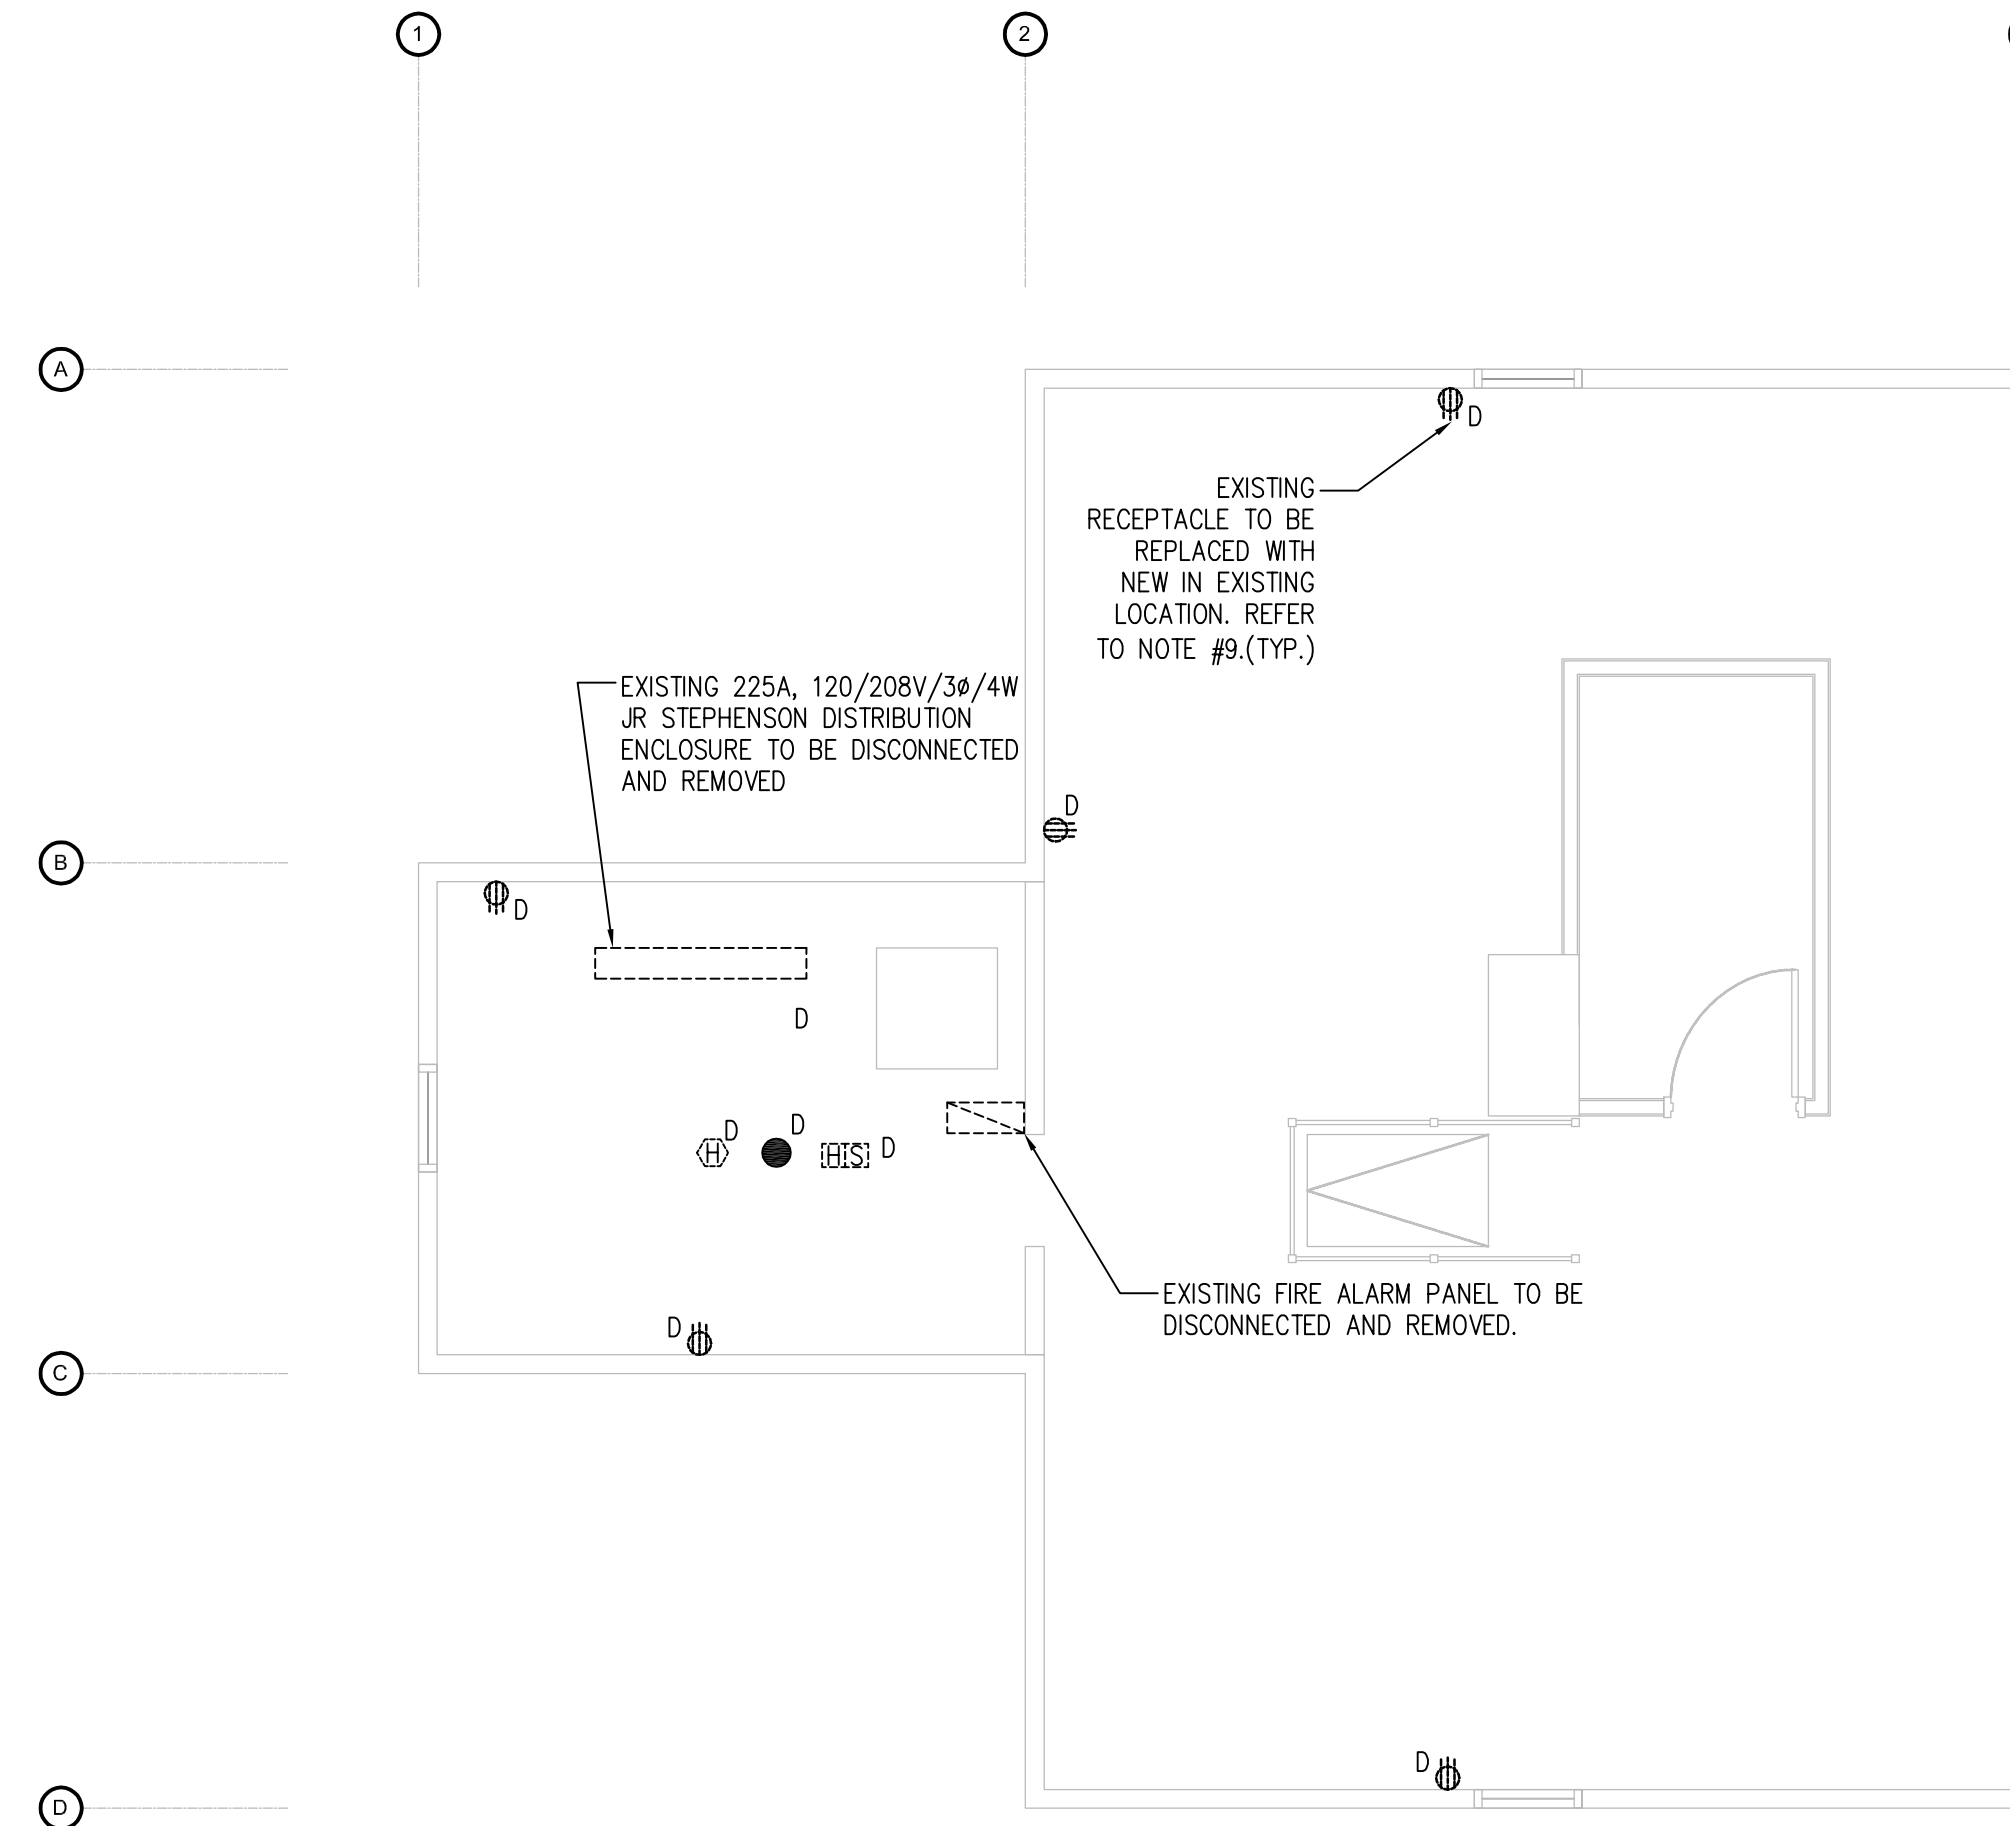 1
2
A
D
EXISTING
RECEPTACLE TO BE
REPLACED WITH
NEW IN EXISTING
LOCATION. REFER
TO NOTE #9.(TYP.)
EXISTING 225A, 120/208V/3ø/4W
JR STEPHENSON DISTRIBUTION
ENCLOSURE TO BE DISCONNECTED
AND REMOVED
D
B
D
D
D
D
H
HS
D
EXISTING FIRE ALARM PANEL TO BE
DISCONNECTED AND REMOVED.
D
C
D
D